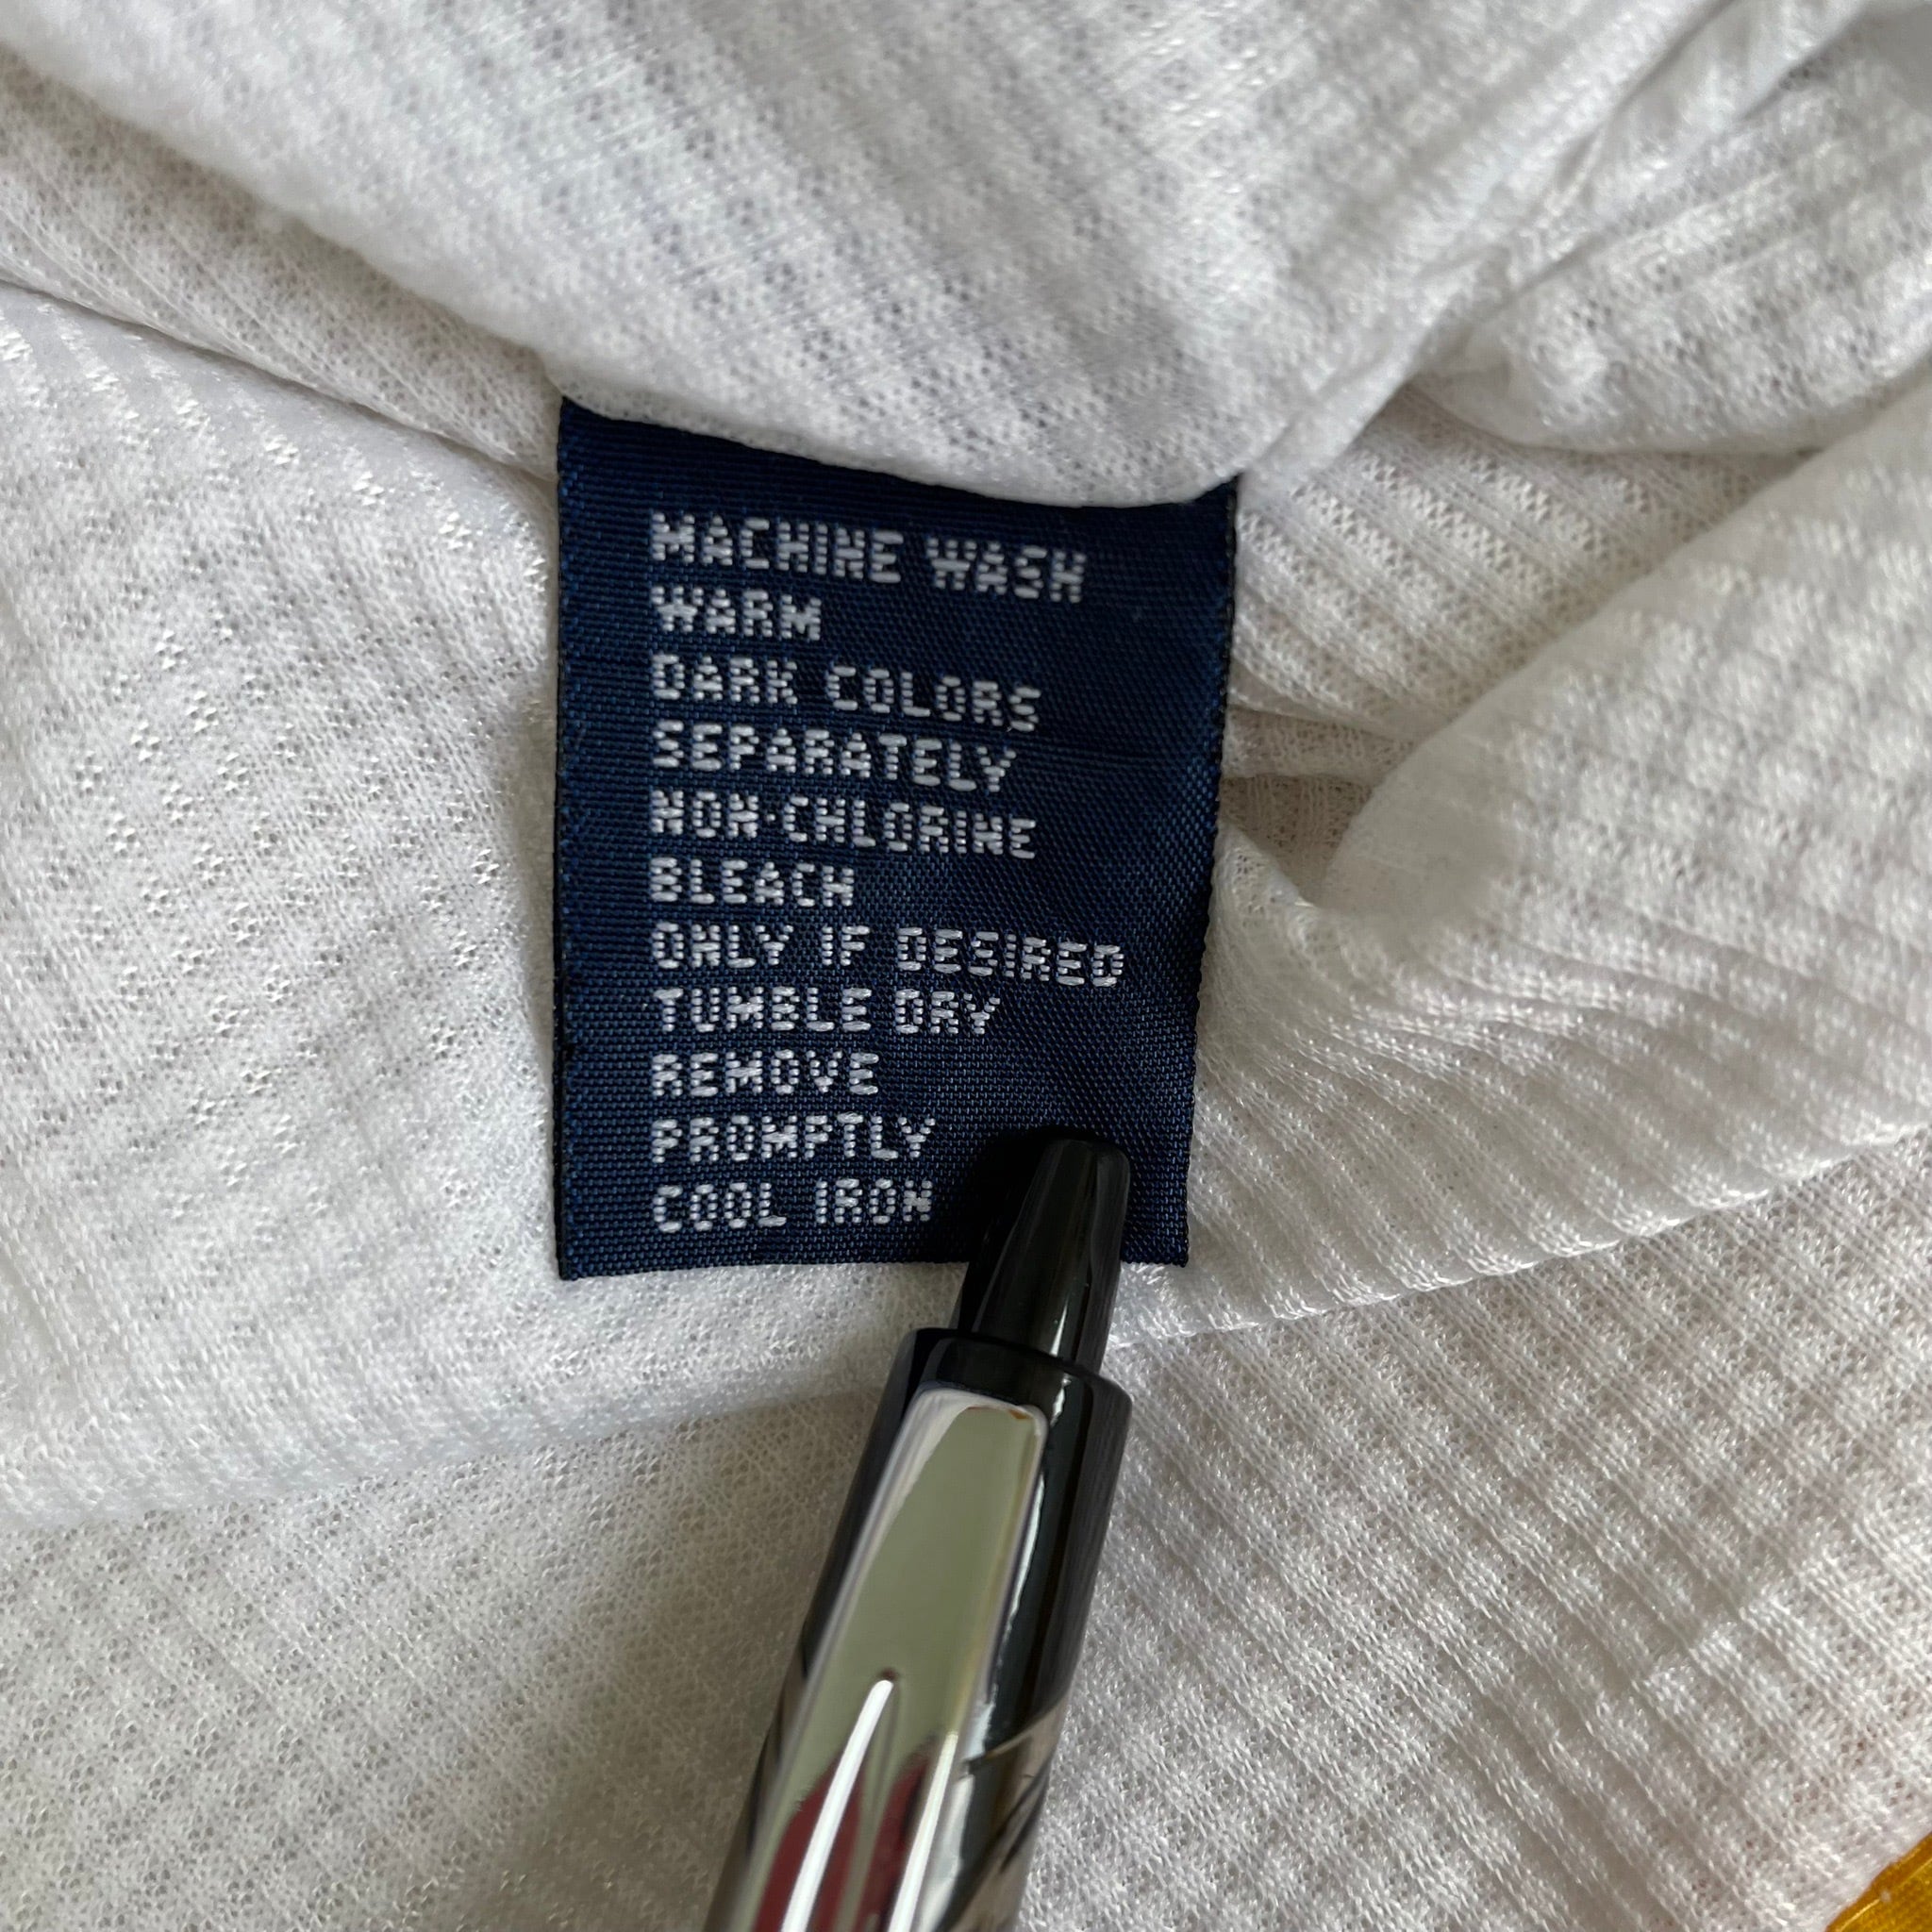 MACHINE WASH
WARM
DARK COLORS
SEPARATELY
NON-CHLORINE
BLEACH
ONLY IF DESIRED
TUMBLE DRY
REMOVE
PROMPTLY
COOL IRON